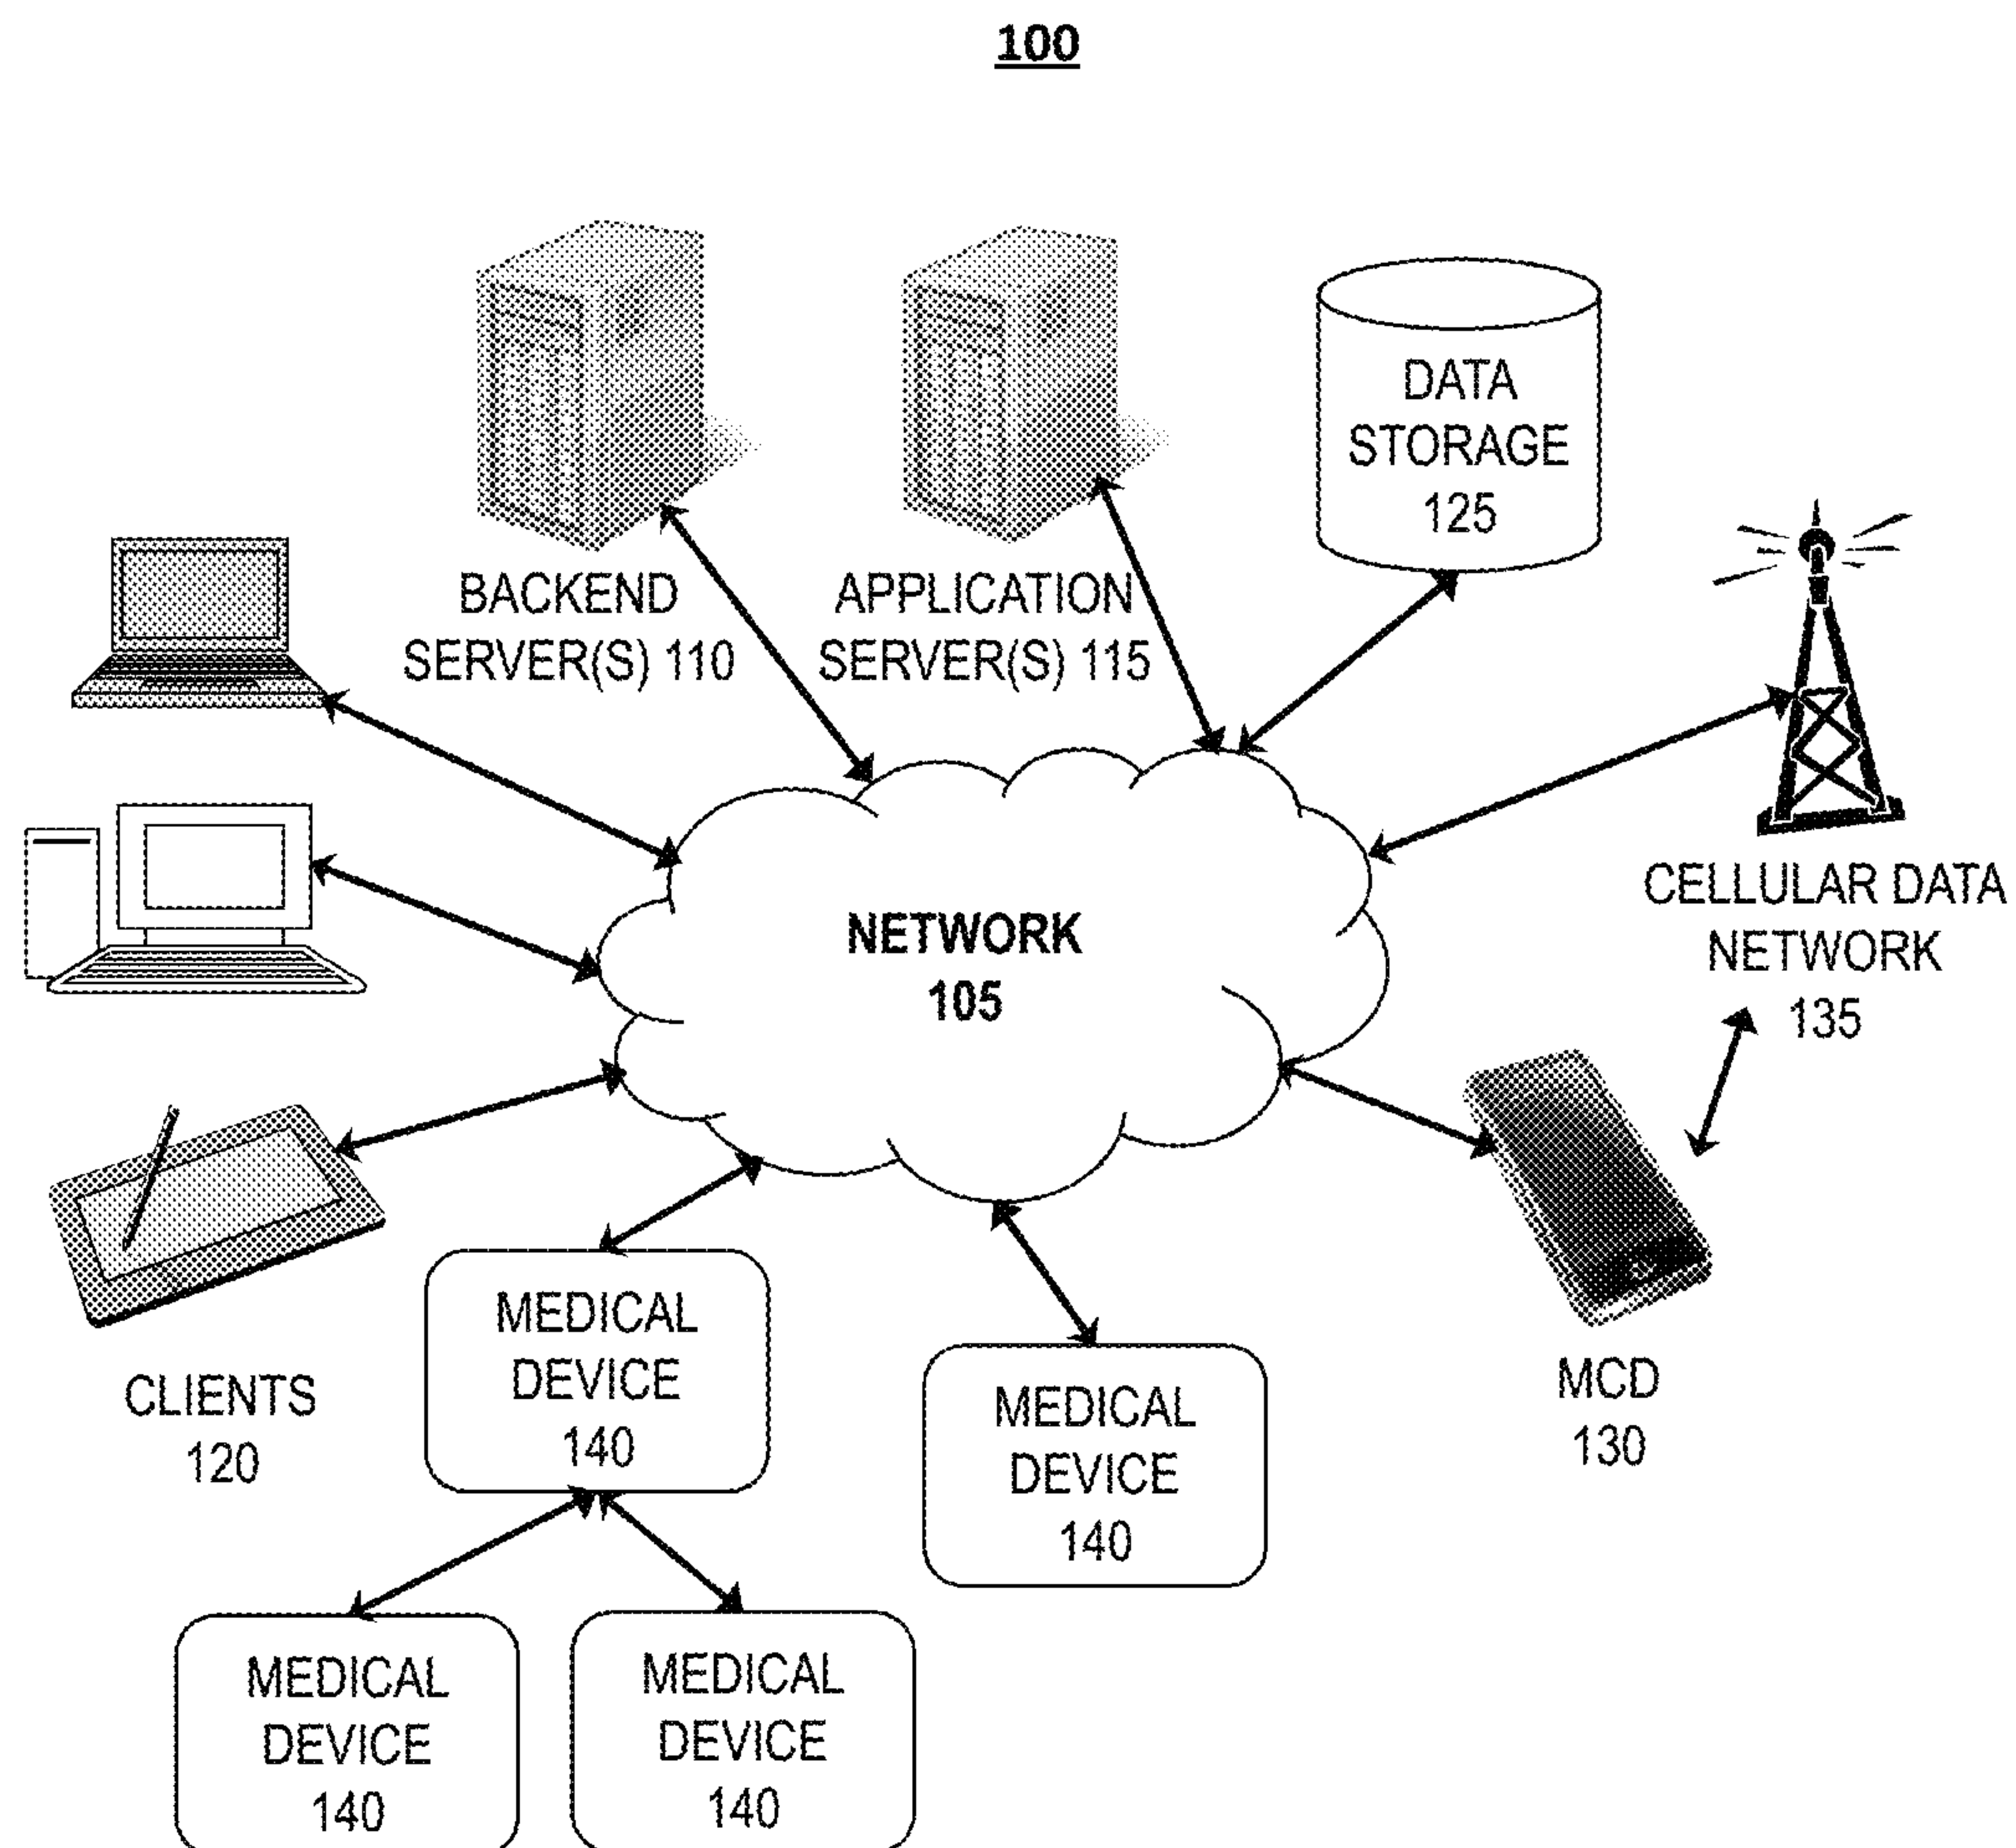 100
DATA
STORAGE
125
BACKEND
SERVER(S) 110
APPLICATION
SERVER(S) 115
CELLULAR DATA
NETWORK
135
NETWORK
105
CLIENTS
120
MEDICAL
DEVICE
140
MEDICAL
DEVICE
140
MCD
130
MEDICAL
DEVICE
140
MEDICAL
DEVICE
140